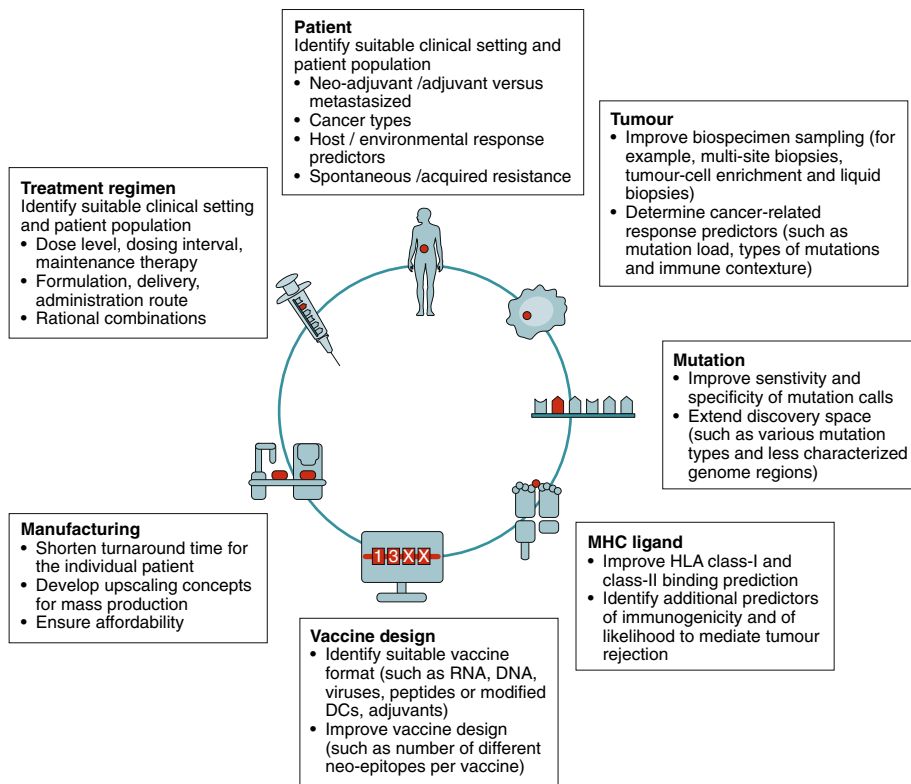 Patient
Identify suitable clinical setting and
patient population
• Neo-adjuvant /adjuvant versus
metastasized
• Cancer types
• Host / environmental response
predictors
• Spontaneous /acquired resistance
Tumour
• Improve biospecimen sampling (for
example, multi-site biopsies,
tumour-cell enrichment and liquid
biopsies)
• Determine cancer-related
response predictors (such as
mutation load, types of mutations
and immune contexture)
Mutation
• Improve senstivity and
specificity of mutation calls
• Extend discovery space
(such as various mutation
types and less characterized
genome regions)
MHC ligand
• Improve HLA class-I and
class-II binding prediction
• Identify additional predictors
of immunogenicity and of
likelihood to mediate tumour
rejection
13XX
Vaccine design
• Identify suitable vaccine
format (such as RNA, DNA,
viruses, peptides or modified
DCs, adjuvants)
• Improve vaccine design
(such as number of different
neo-epitopes per vaccine)
Manufacturing
• Shorten turnaround time for
the individual patient
• Develop upscaling concepts
for mass production
• Ensure affordability
Treatment regimen
Identify suitable clinical setting
and patient population
• Dose level, dosing interval,
maintenance therapy
• Formulation, delivery,
administration route
• Rational combinations